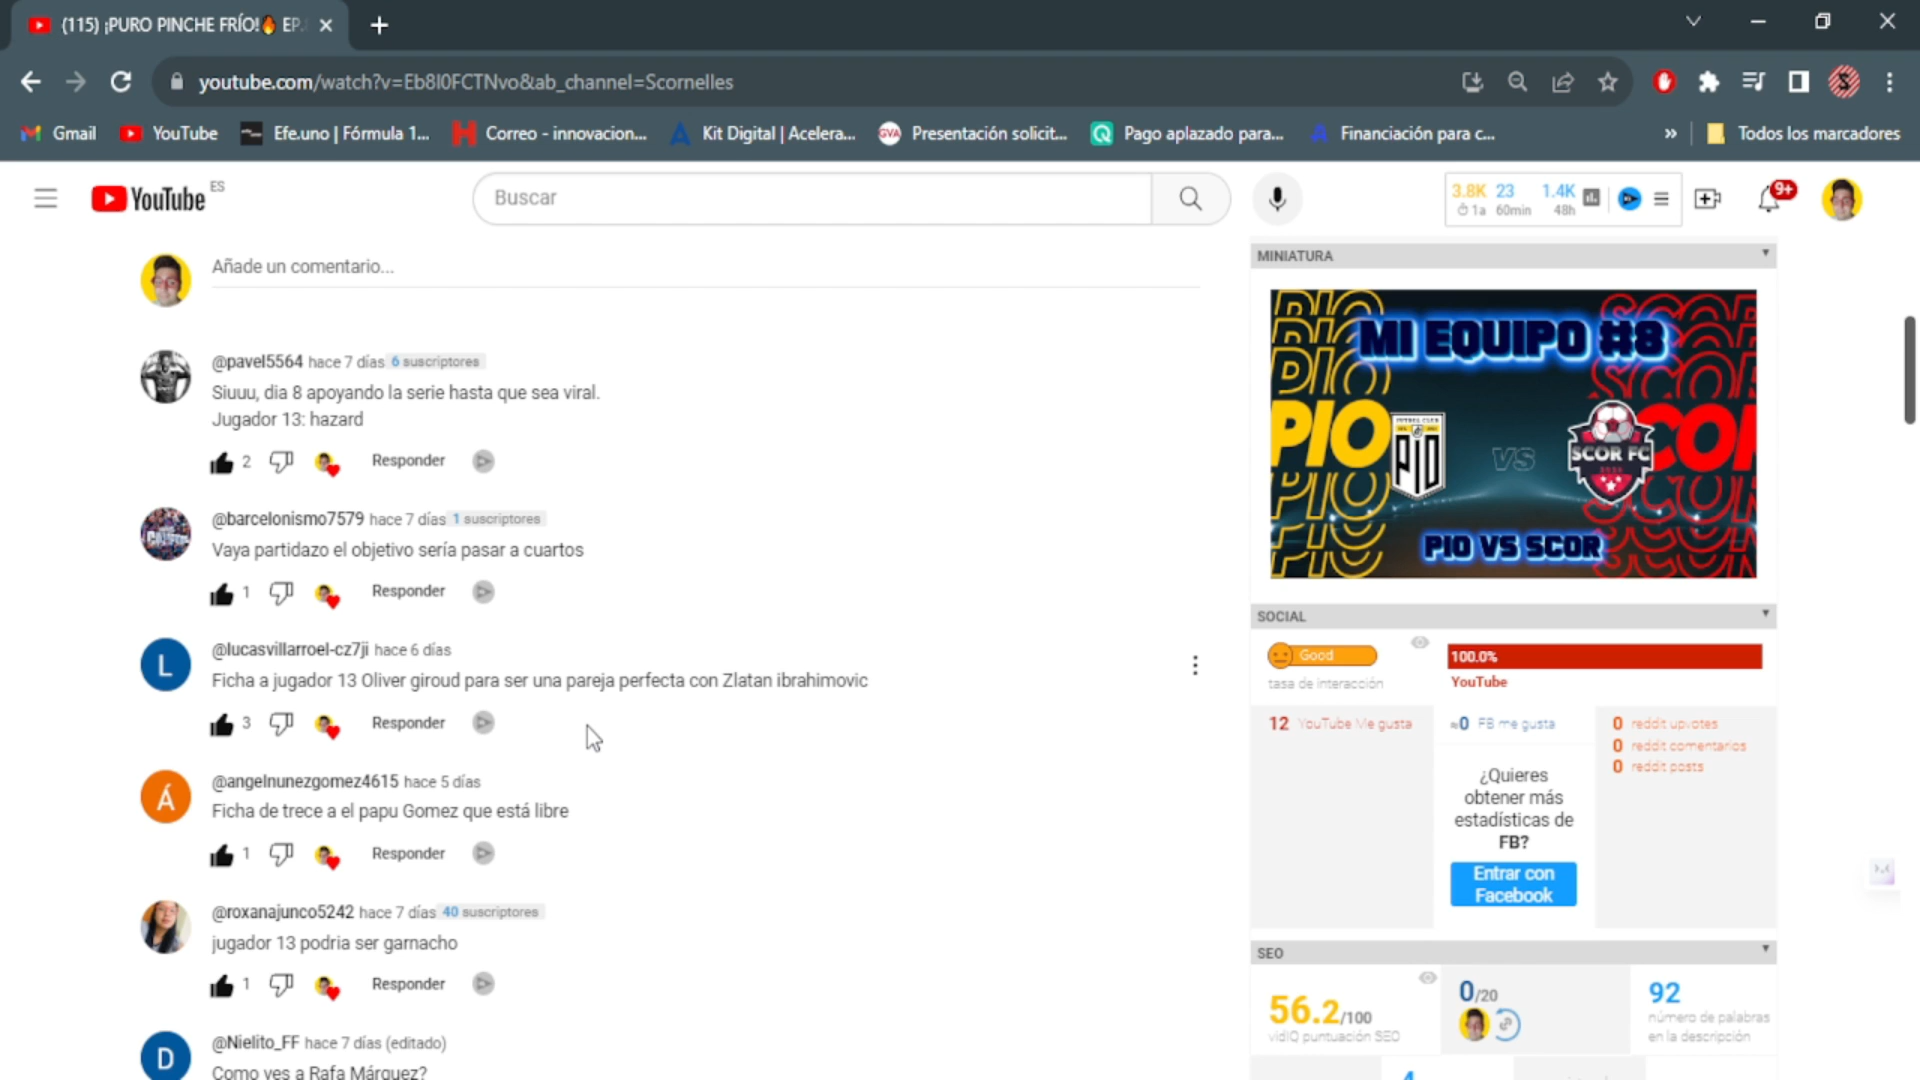 (115) ¡PURO PINCHE FRÍO!🔥 EP.
youtube.com/watch?v=Eb8l0FCTNvo&ab_channel=Scornelles
Gmail
YouTube
Efe.uno | Fórmula 1...
Correo - innovacion...
Kit Digital | Acelera...
GVA
Presentación solicit...
Pago aplazado para...
Financiación para c...
»
Todos los marcadores
YouTube ES
Buscar
3.8K 23 1.4K
1a 60min 48h
9+
Añade un comentario...
@pavel5564 hace 7 días 6 suscriptores
Siuuu, dia 8 apoyando la serie hasta que sea viral.
Jugador 13: hazard
2 Responder
@barcelonismo7579 hace 7 días 1 suscriptores
Vaya partidazo el objetivo sería pasar a cuartos
1 Responder
L
@lucasvillarroel-cz7ji hace 6 días
Ficha a jugador 13 Oliver giroud para ser una pareja perfecta con Zlatan ibrahimovic
3 Responder
Á
@angelnunezgomez4615 hace 5 días
Ficha de trece a el papu Gomez que está libre
1 Responder
@roxanajunco5242 hace 7 días 40 suscriptores
jugador 13 podria ser garnacho
1 Responder
D
@Nielito_FF hace 7 días (editado)
Como ves a Rafa Márquez?
MINIATURA
MI EQUIPO #8
PIO
PIO
VS
SCOR FC
SCOR
PIO VS SCOR
SOCIAL
Good
tasa de interacción
100.0%
YouTube
12 YouTube Me gusta
≈0 FB me gusta
0 reddit upvotes
0 reddit comentarios
0 reddit posts
¿Quieres
obtener más
estadísticas de
FB?
Entrar con
Facebook
SEO
56.2/100
vidIQ puntuación SEO
0/20
92
número de palabras
en la descripción